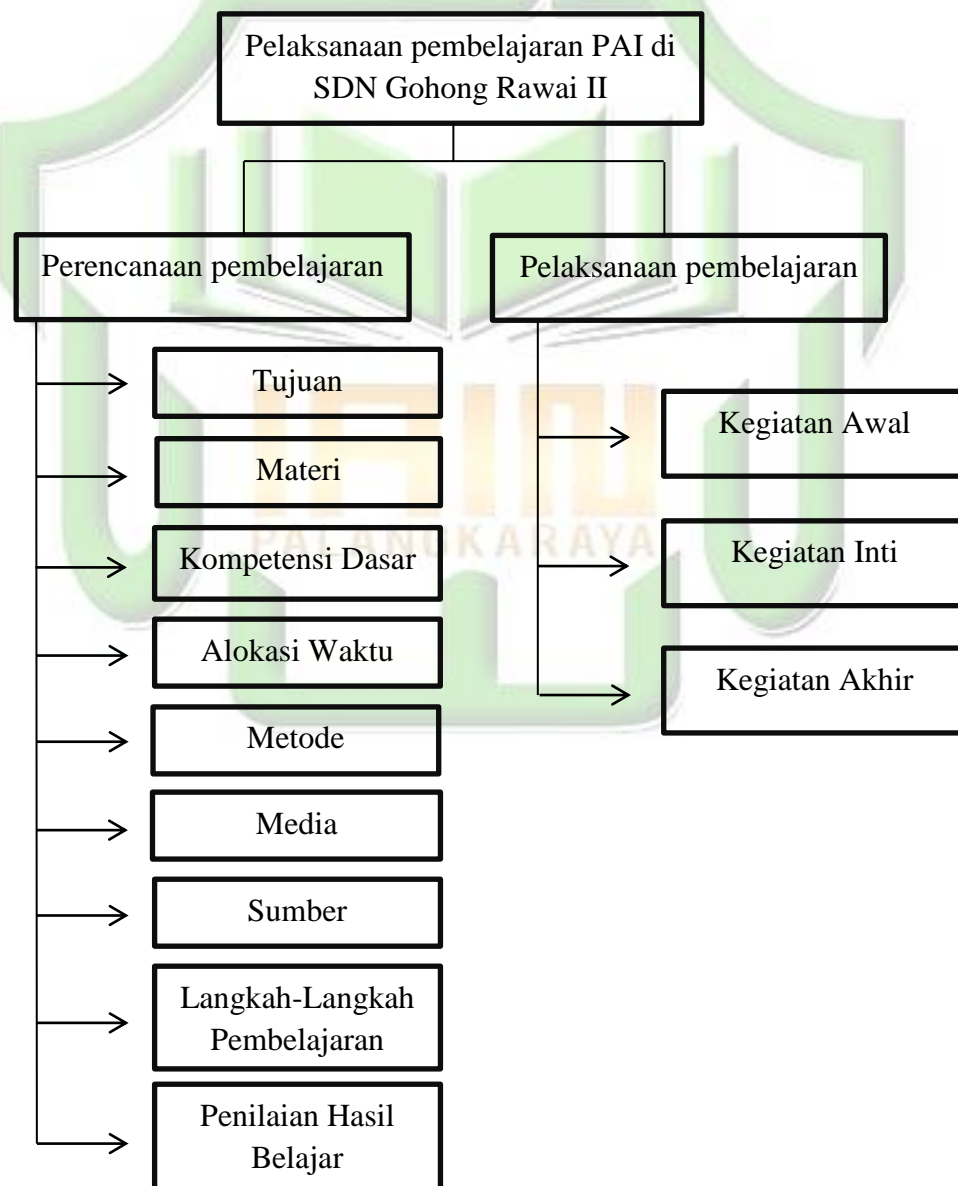 Pelaksanaan pembelajaran PAI di
SDN Gohong Rawai II
Perencanaan pembelajaran
Pelaksanaan pembelajaran
Tujuan
Materi
Kompetensi Dasar
Alokasi Waktu
Metode
Media
Sumber
Langkah-Langkah
Pembelajaran
Penilaian Hasil
Belajar
Kegiatan Awal
Kegiatan Inti
Kegiatan Akhir
IAIN
PALANGKARAYA